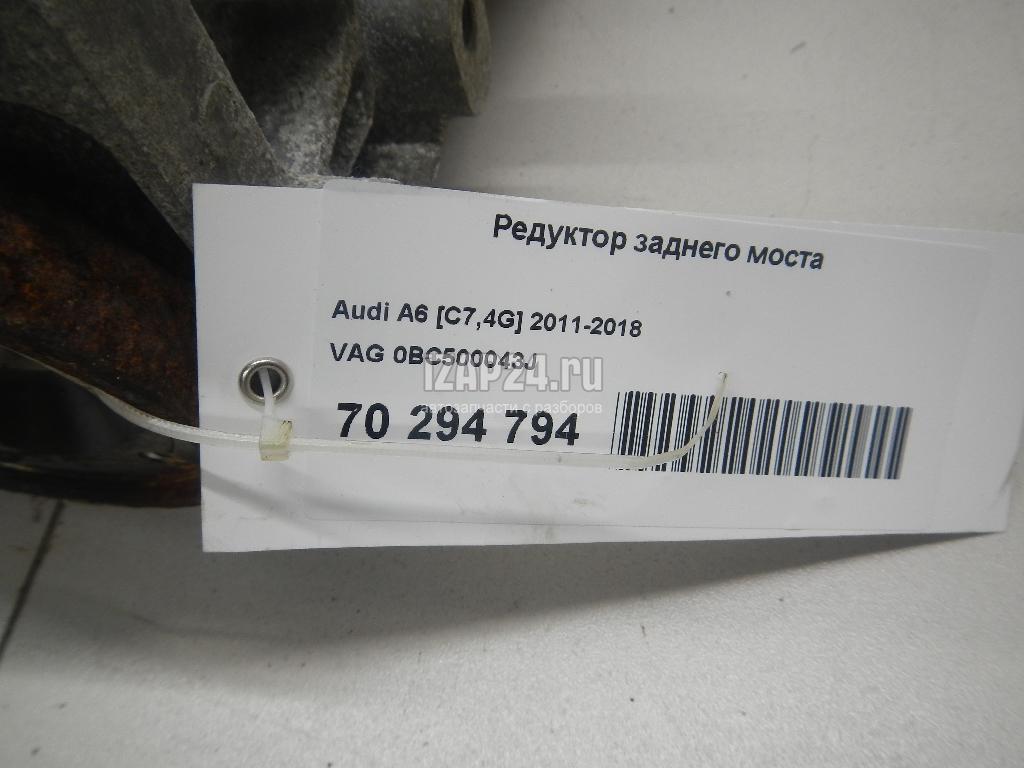 Редуктор заднего моста
Audi A6 [C7,4G] 2011-2018
VAG 0BC500043J
IZAP24.ru
автозапчасти с разборов
70 294 794